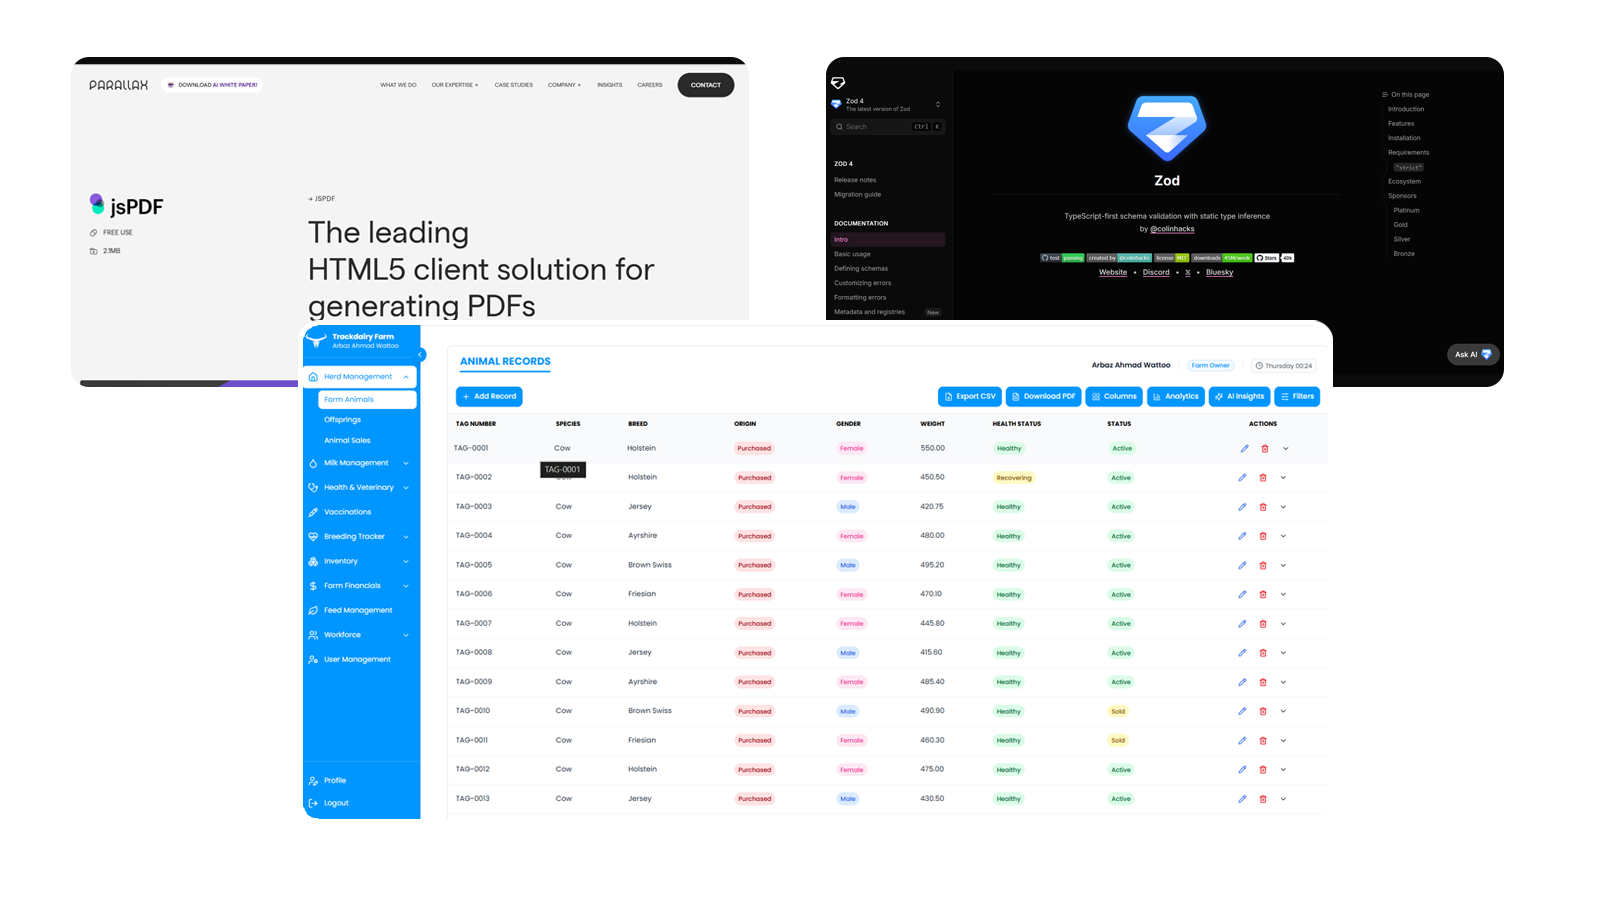 PARALLAX
DOWNLOAD AI WHITE PAPER!
WHAT WE DO
OUR EXPERTISE +
CASE STUDIES
COMPANY +
INSIGHTS
CAREERS
CONTACT
jsPDF
FREE USE
2.1MB
→ JSPDF
The leading
HTML5 client solution for
generating PDFs
Zod 4
The latest version of Zod
Search
Ctrl K
ZOD 4
Release notes
Migration guide
DOCUMENTATION
Intro
Basic usage
Defining schemas
Customizing errors
Formatting errors
Metadata and registries New
Zod
TypeScript-first schema validation with static type inference
by @colinhacks
test passing created by @colinhacks license MIT downloads 45M/week Stars 40k
Website • Discord • X • Bluesky
On this page
Introduction
Features
Installation
Requirements
"strict"
Ecosystem
Sponsors
Platinum
Gold
Silver
Bronze
Ask AI
Trackdairy Farm
Arbaz Ahmad Wattoo
Herd Management
Farm Animals
Offsprings
Animal Sales
Milk Management
Health & Veterinary
Vaccinations
Breeding Tracker
Inventory
Farm Financials
Feed Management
Workforce
User Management
Profile
Logout
ANIMAL RECORDS
Arbaz Ahmad Wattoo
Farm Owner
Thursday 00:24
+ Add Record
Export CSV
Download PDF
Columns
Analytics
AI Insights
Filters
TAG NUMBER SPECIES BREED ORIGIN GENDER WEIGHT HEALTH STATUS STATUS ACTIONS
TAG-0001 Cow Holstein Purchased Female 550.00 Healthy Active
TAG-0001
TAG-0002 Cow Holstein Purchased Female 450.50 Recovering Active
TAG-0003 Cow Jersey Purchased Male 420.75 Healthy Active
TAG-0004 Cow Ayrshire Purchased Female 480.00 Healthy Active
TAG-0005 Cow Brown Swiss Purchased Male 495.20 Healthy Active
TAG-0006 Cow Friesian Purchased Female 470.10 Healthy Active
TAG-0007 Cow Holstein Purchased Female 445.80 Healthy Active
TAG-0008 Cow Jersey Purchased Male 415.60 Healthy Active
TAG-0009 Cow Ayrshire Purchased Female 485.40 Healthy Active
TAG-0010 Cow Brown Swiss Purchased Male 490.90 Healthy Sold
TAG-0011 Cow Friesian Purchased Female 460.30 Healthy Sold
TAG-0012 Cow Holstein Purchased Female 475.00 Healthy Active
TAG-0013 Cow Jersey Purchased Male 430.50 Healthy Active